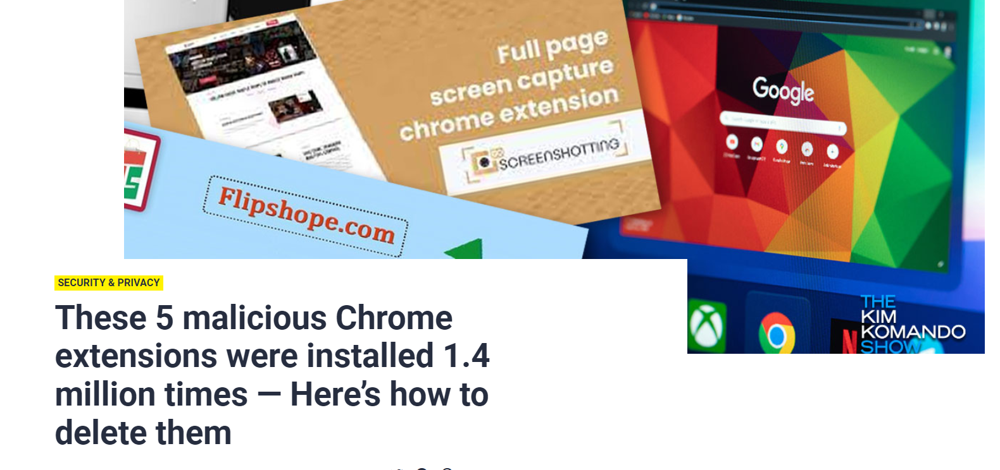 Full page
screen capture
chrome extension
GO
SCREENSHOTTING
Flipshope.com
Google
THE
KIM
KOMANDO
SHOW
SECURITY & PRIVACY
These 5 malicious Chrome
extensions were installed 1.4
million times — Here’s how to
delete them